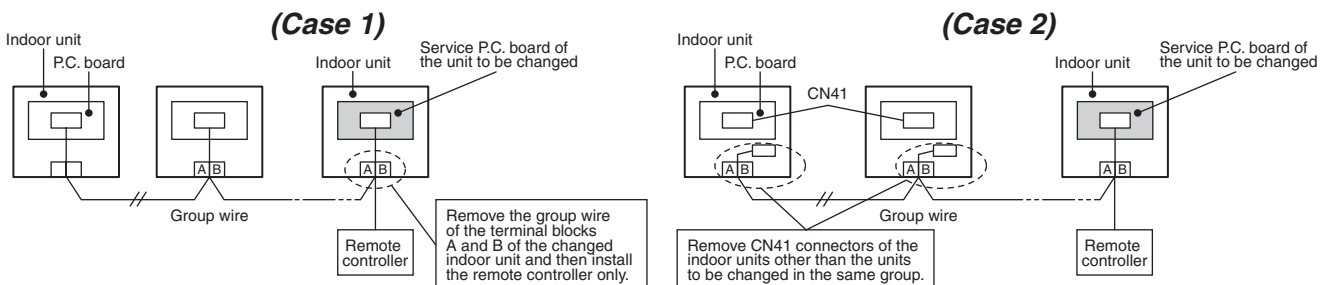 (Case 1)
Indoor unit
P.C. board
Indoor unit
Service P.C. board of
the unit to be changed
A B
A B
Group wire
Remote
controller
Remove the group wire
of the terminal blocks
A and B of the changed
indoor unit and then install
the remote controller only.
(Case 2)
Indoor unit
P.C. board
CN41
Indoor unit
Service P.C. board of
the unit to be changed
A B
A B
A B
Group wire
Remove CN41 connectors of the
indoor units other than the units
to be changed in the same group.
Remote
controller